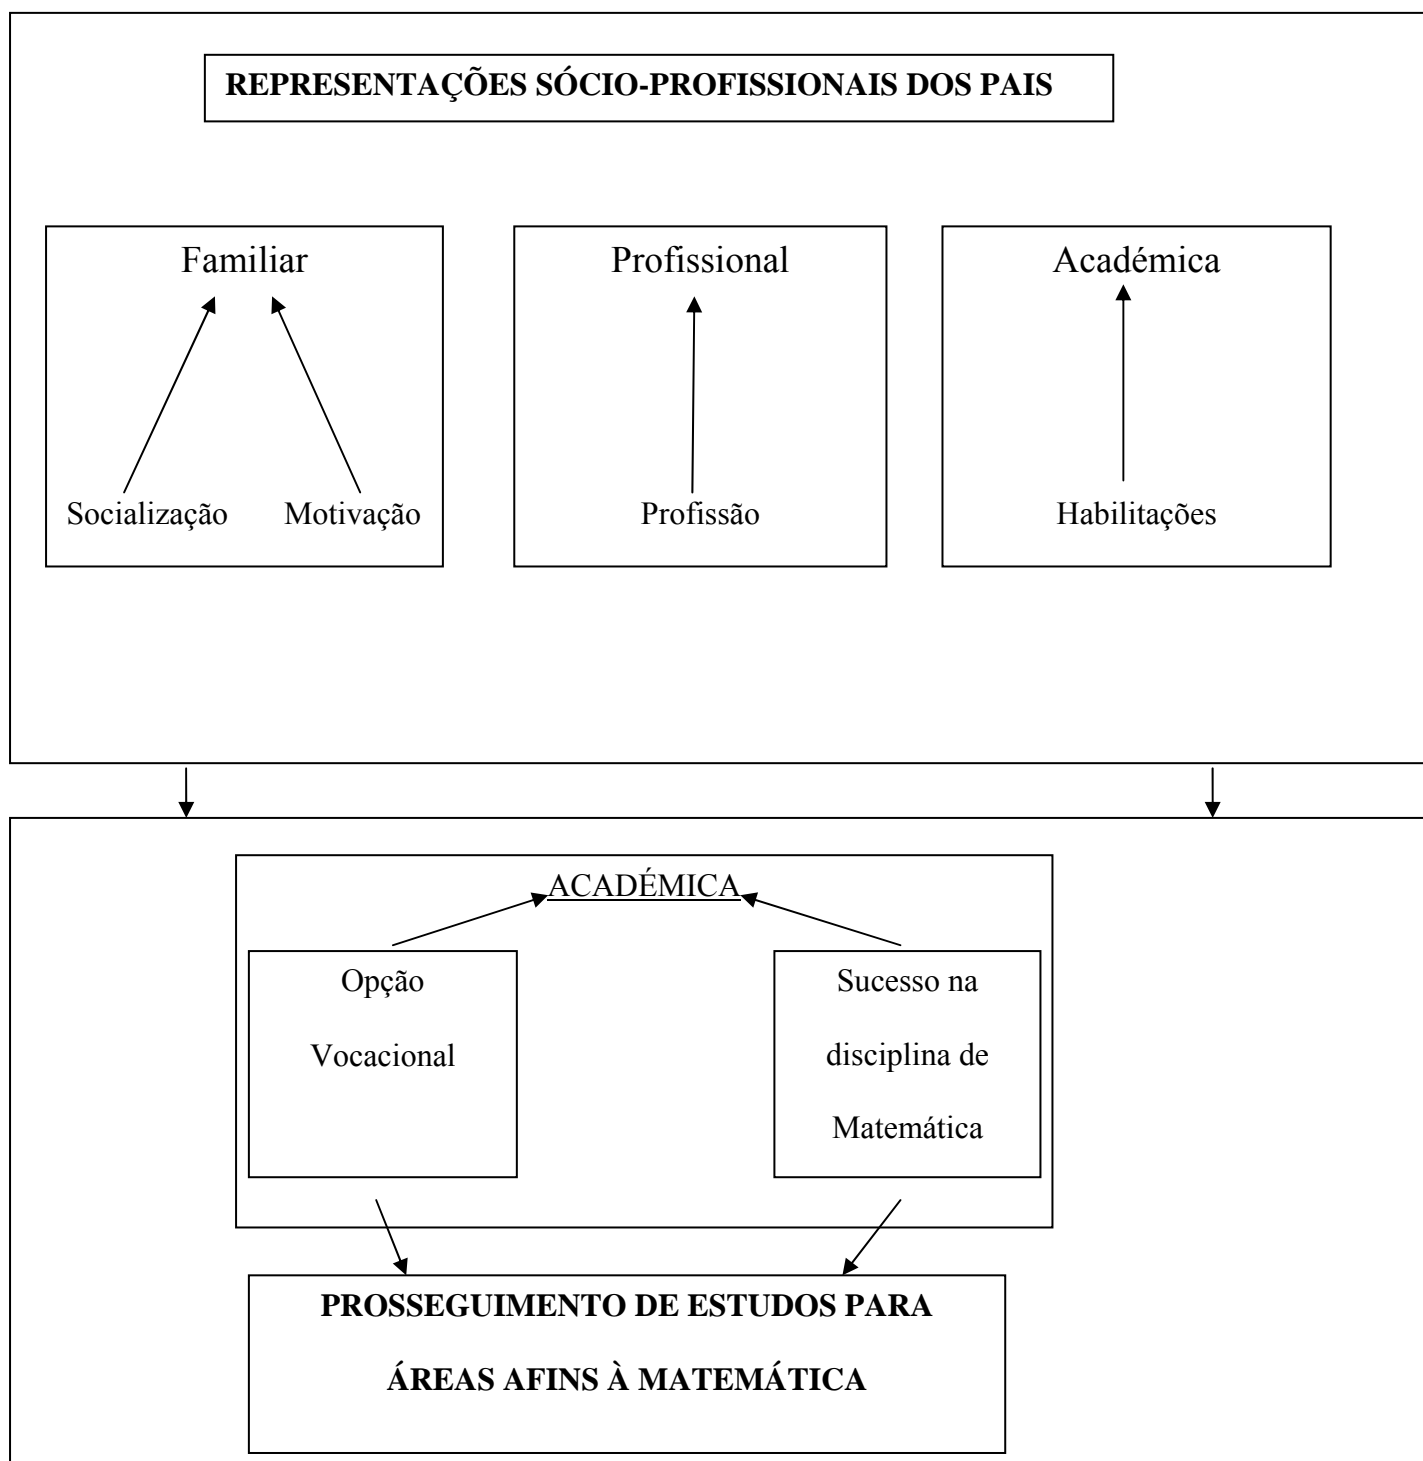 REPRESENTAÇÕES SÓCIO-PROFISSIONAIS DOS PAIS
Familiar
Socialização
Motivação
Profissional
Profissão
Académica
Habilitações
ACADÉMICA
Opção
Vocacional
Sucesso na
disciplina de
Matemática
PROSSEGUIMENTO DE ESTUDOS PARA
ÁREAS AFINS À MATEMÁTICA